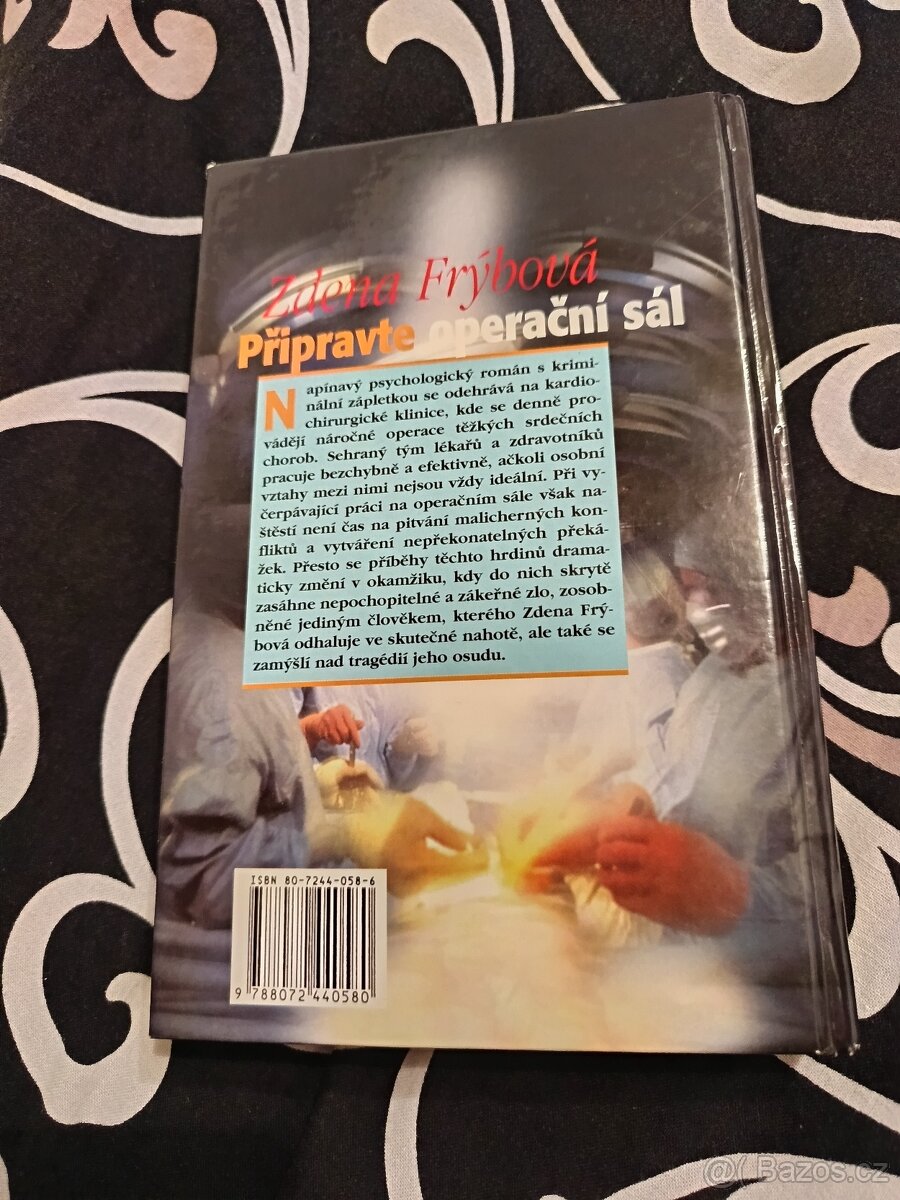 Zdena Frýbová
Připravte operační sál
Napínavý psychologický román s krimi-
nální zápletkou se odehrává na kardio-
chirurgické klinice, kde se denně pro-
vádějí náročné operace těžkých srdečních
chorob. Sehraný tým lékařů a zdravotníků
pracuje bezchybně a efektivně, ačkoli osobní
vztahy mezi nimi nejsou vždy ideální. Při vy-
čerpávající práci na operačním sále však na-
štěstí není čas na pitvání malicherných kon-
fliktů a vytváření nepřekonatelných překá-
žek. Přesto se příběhy těchto hrdinů drama-
ticky změní v okamžiku, kdy do nich skrytě
zasáhne nepochopitelné a zákeřné zlo, zosob-
něné jediným člověkem, kterého Zdena Frý-
bová odhaluje ve skutečné nahotě, ale také se
zamýšlí nad tragédií jeho osudu.
ISBN 80-7244-058-6
9 788072 440580
@ Bazos.cz